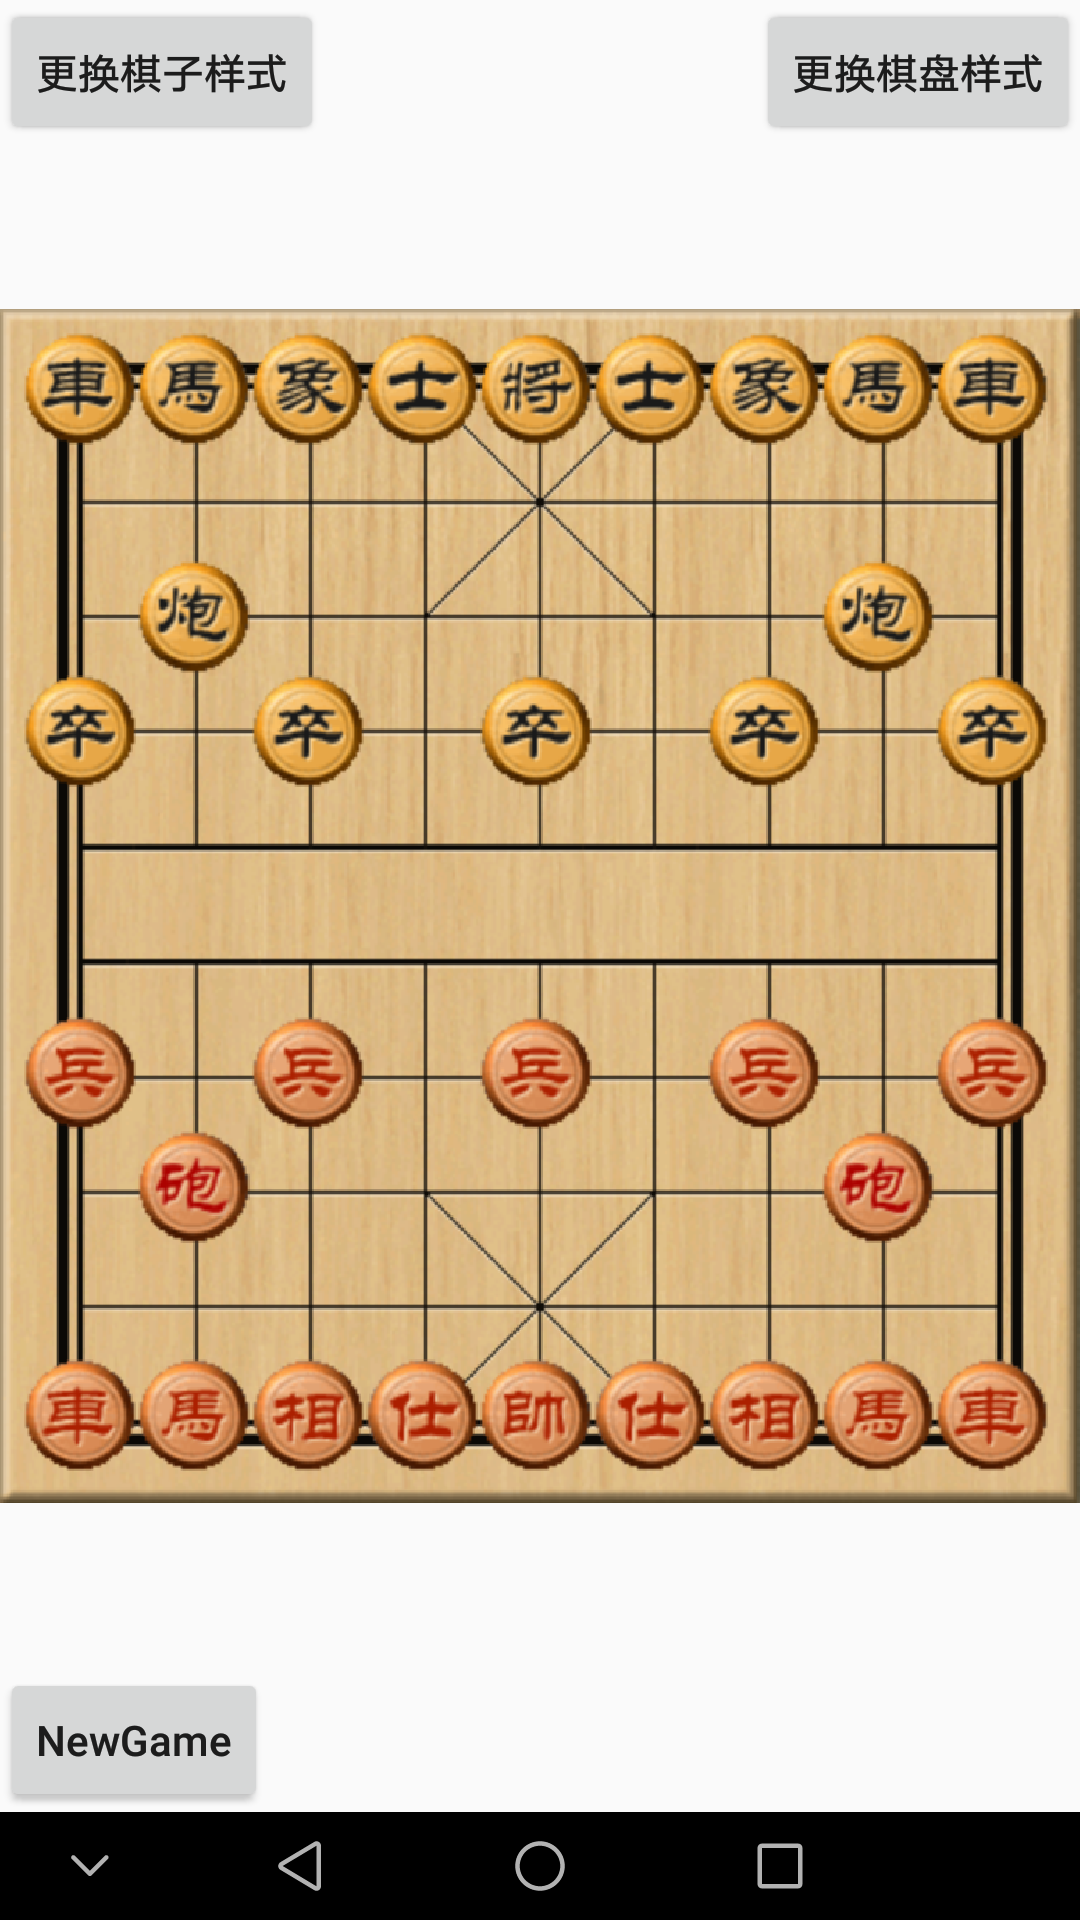 更换棋子样式 更换棋盘样式
車 馬 象 士 將 士 象 馬 車
炮 炮
卒 卒 卒 卒 卒
兵 兵 兵 兵 兵
砲 砲
車 馬 相 仕 帥 仕 相 馬 車
NewGame